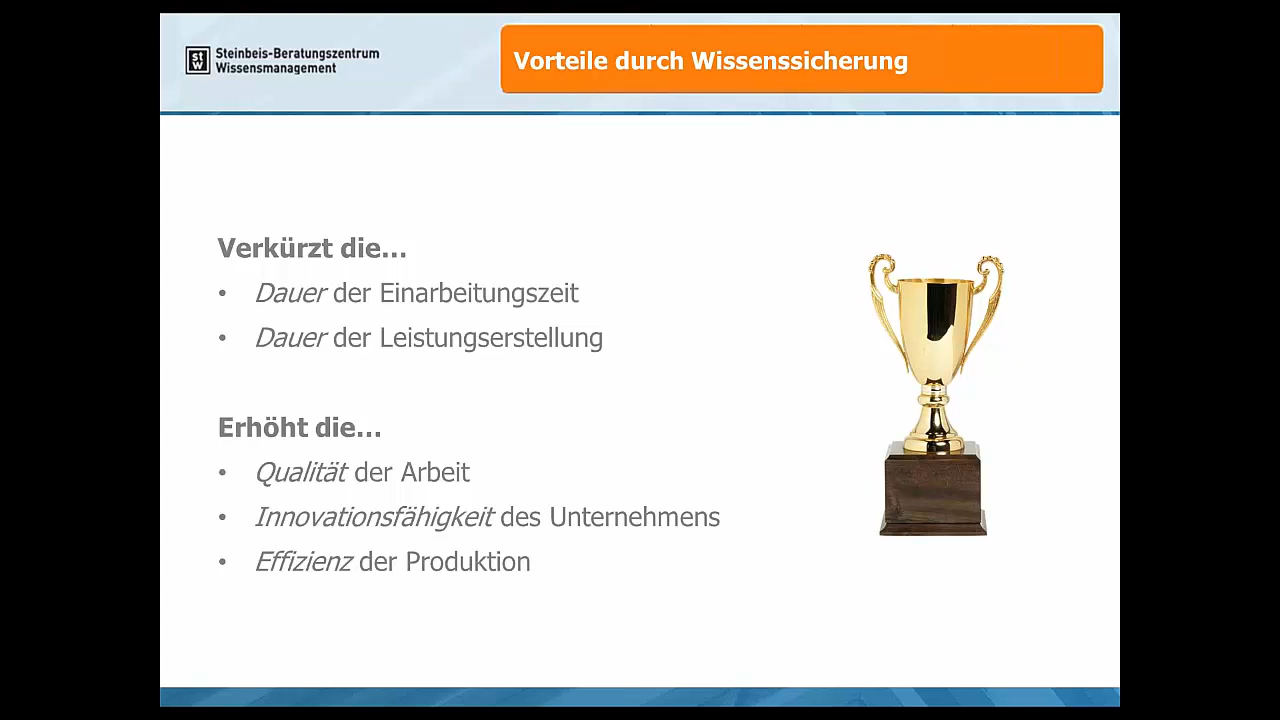 stw
Steinbeis-Beratungszentrum
Wissensmanagement
Vorteile durch Wissenssicherung
Verkürzt die...
• Dauer der Einarbeitungszeit
• Dauer der Leistungserstellung
Erhöht die...
• Qualität der Arbeit
• Innovationsfähigkeit des Unternehmens
• Effizienz der Produktion